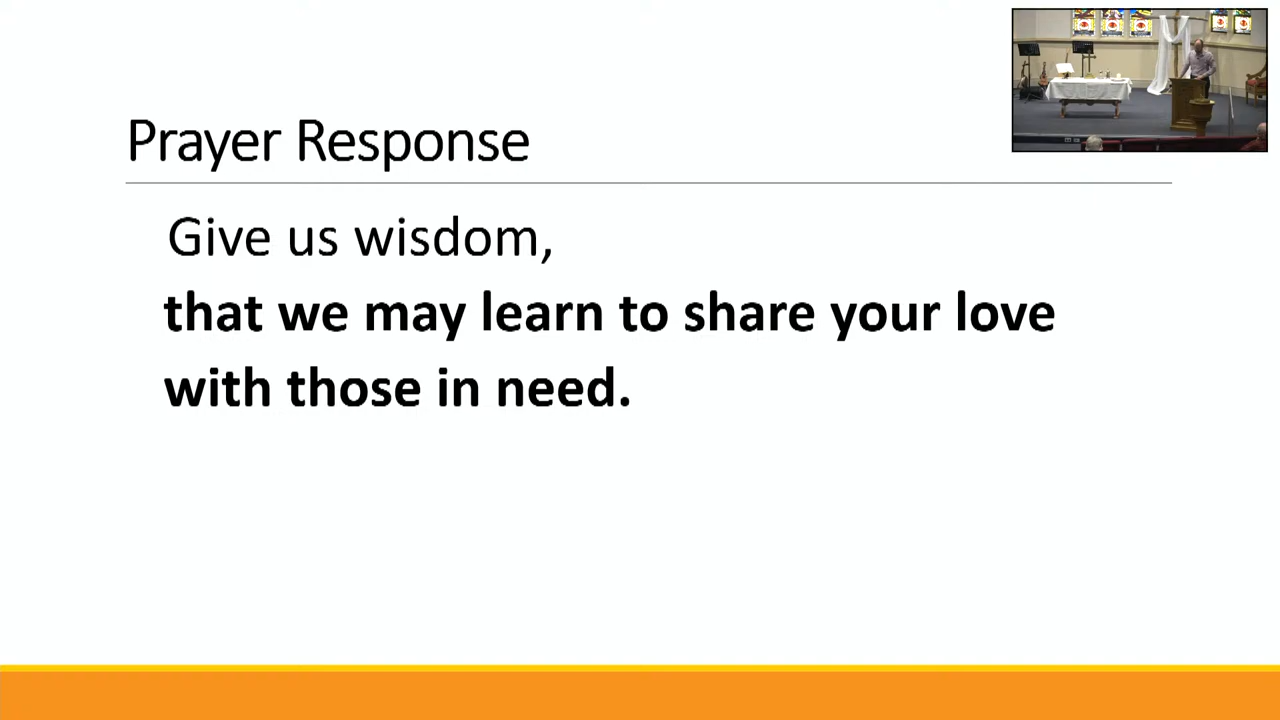 Prayer Response
Give us wisdom,
that we may learn to share your love
with those in need.